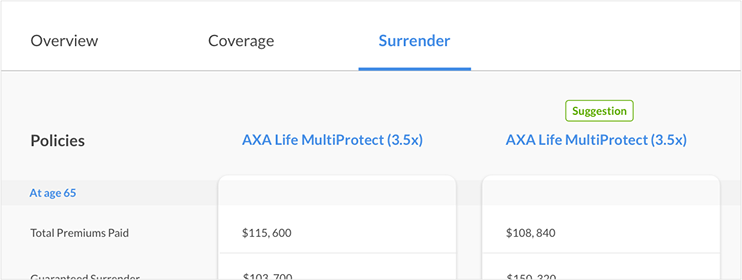 Overview Coverage Surrender
Suggestion
Policies AXA Life MultiProtect (3.5x) AXA Life MultiProtect (3.5x)
At age 65
Total Premiums Paid $115, 600 $108, 840
Guaranteed Surrender $103, 700 $150, 320